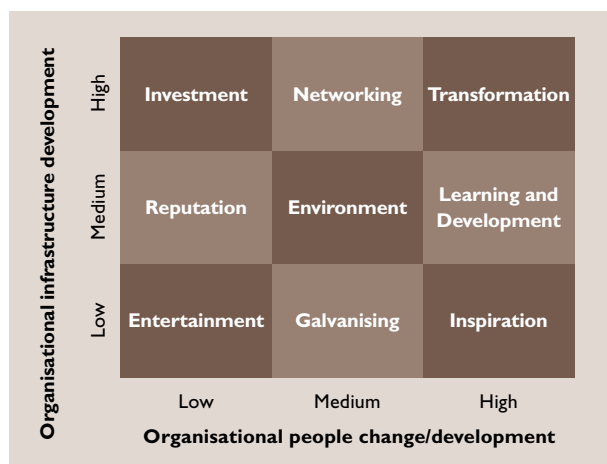 Organisational infrastructure development
High
Investment
Networking
Transformation
Medium
Reputation
Environment
Learning and
Development
Low
Entertainment
Galvanising
Inspiration
Low
Medium
High
Organisational people change/development